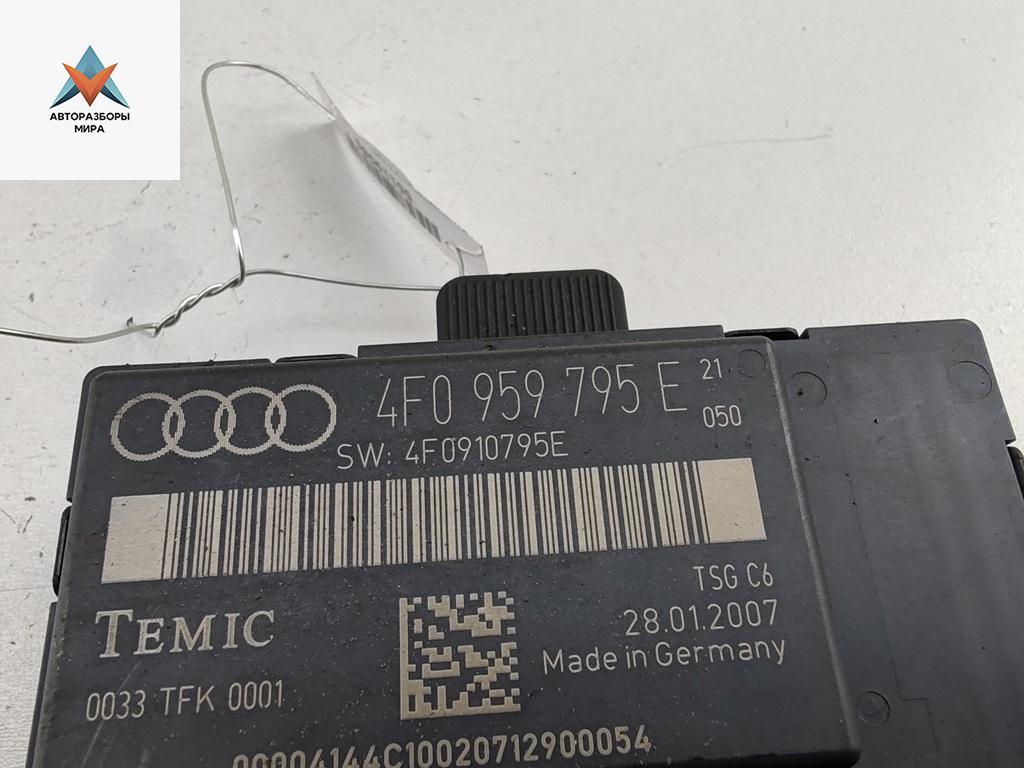 АВТОРАЗБОРЫ
МИРА
4F0 959 795 E 21
050
SW: 4F0910795E
TSG C6
TEMIC
28.01.2007
Made in Germany
0033 TFK 0001
00004144C10020712900054